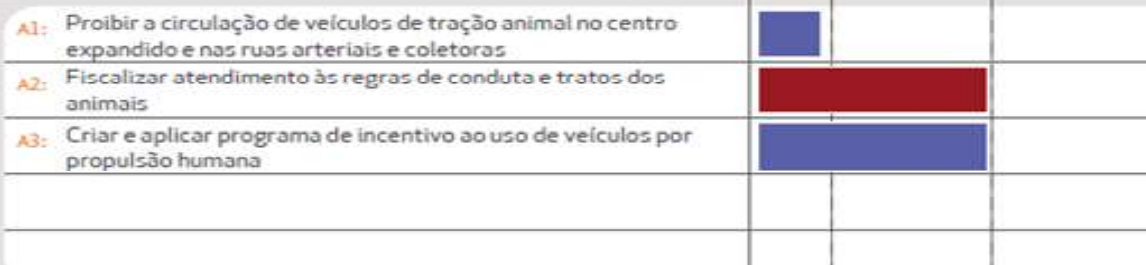 A1: Proibir a circulação de veículos de tração animal no centro
expandido e nas ruas arteriais e coletoras
A2: Fiscalizar atendimento às regras de conduta e tratos dos
animais
A3: Criar e aplicar programa de incentivo ao uso de veículos por
propulsão humana